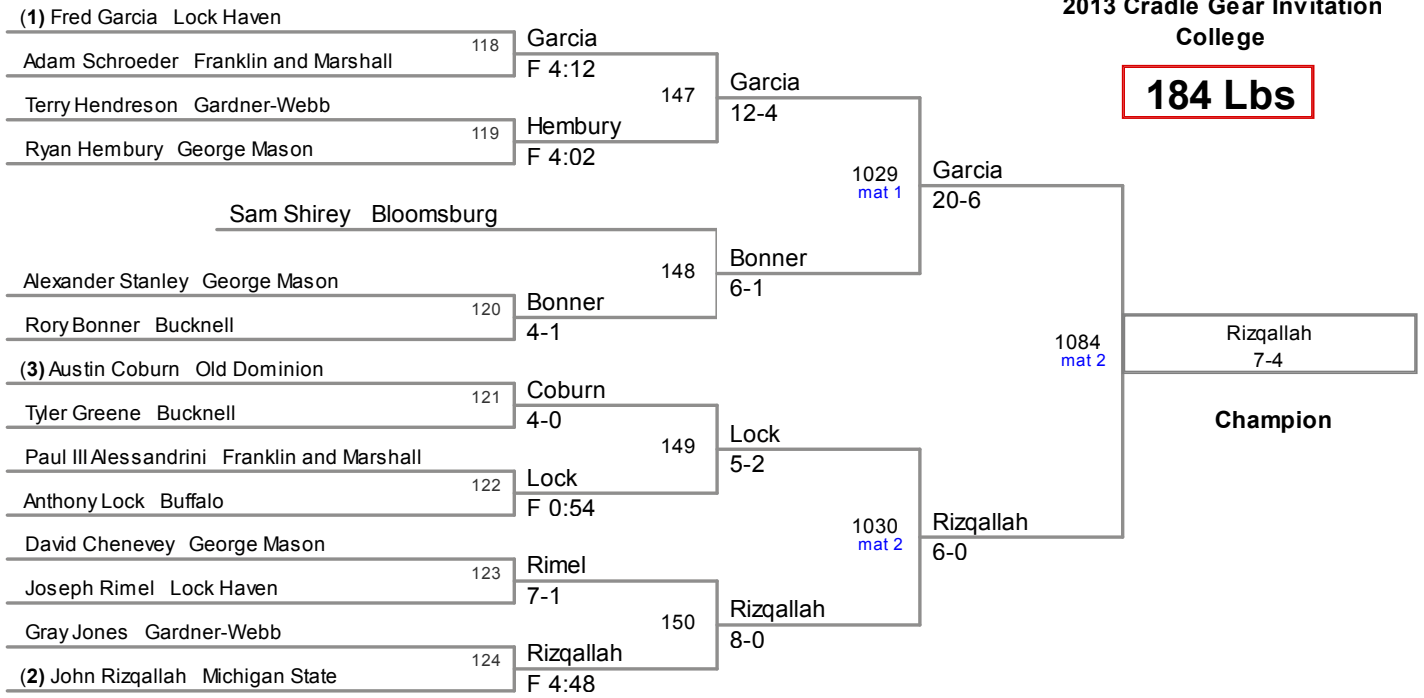 2013 Cradle Gear Invitation
College
184 Lbs
(1) Fred Garcia Lock Haven
118
Adam Schroeder Franklin and Marshall
Garcia
F 4:12
Terry Hendreson Gardner-Webb
119
Ryan Hembury George Mason
Hembury
F 4:02
147
Garcia
12-4
Sam Shirey Bloomsburg
Alexander Stanley George Mason
120
Rory Bonner Bucknell
Bonner
4-1
148
Bonner
6-1
1029
mat 1
Garcia
20-6
(3) Austin Coburn Old Dominion
121
Tyler Greene Bucknell
Coburn
4-0
Paul III Alessandrini Franklin and Marshall
122
Anthony Lock Buffalo
Lock
F 0:54
149
Lock
5-2
David Chenevey George Mason
123
Joseph Rimel Lock Haven
Rimel
7-1
Gray Jones Gardner-Webb
124
(2) John Rizqallah Michigan State
Rizqallah
F 4:48
150
Rizqallah
8-0
1030
mat 2
Rizqallah
6-0
1084
mat 2
Rizqallah
7-4
Champion